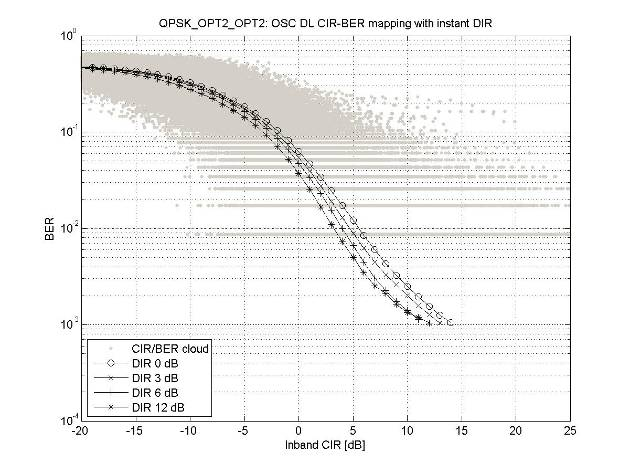 QPSK_OPT2_OPT2: OSC DL CIR-BER mapping with instant DIR
10^0
10^-1
10^-2
10^-3
10^-4
BER
CIR/BER cloud
DIR 0 dB
DIR 3 dB
DIR 6 dB
DIR 12 dB
-20 -15 -10 -5 0 5 10 15 20 25
Inband CIR [dB]